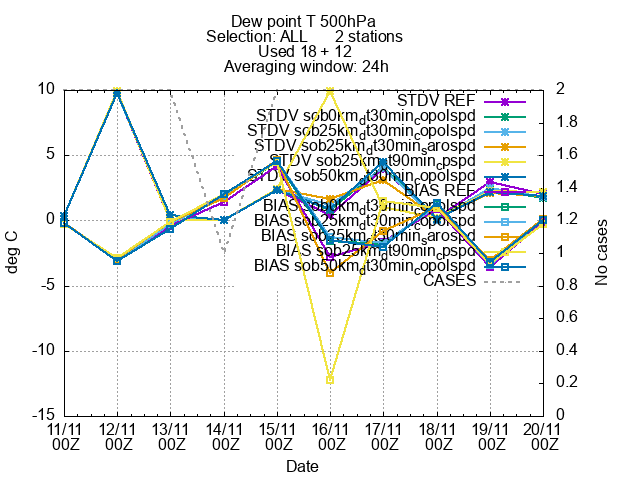 Dew point T 500hPa
Selection: ALL 2 stations
Used 18 + 12
Averaging window: 24h
STDV REF
STDV sob0km_dt30min_copolspd
STDV sob25km_dt30min_copolspd
STDV sob25km_dt30min_sarospd
STDV sob25km_dt90min_cpspd
STDV sob50km_dt30min_copolspd
BIAS REF
BIAS sob0km_dt30min_copolspd
BIAS sob25km_dt30min_copolspd
BIAS sob25km_dt30min_sarospd
BIAS sob25km_dt90min_cpspd
BIAS sob50km_dt30min_copolspd
CASES
deg C
10
5
0
-5
-10
-15
No cases
2
1.8
1.6
1.4
1.2
1
0.8
0.6
0.4
0.2
0
11/11 12/11 13/11 14/11 15/11 16/11 17/11 18/11 19/11 20/11
00Z 00Z 00Z 00Z 00Z 00Z 00Z 00Z 00Z 00Z
Date